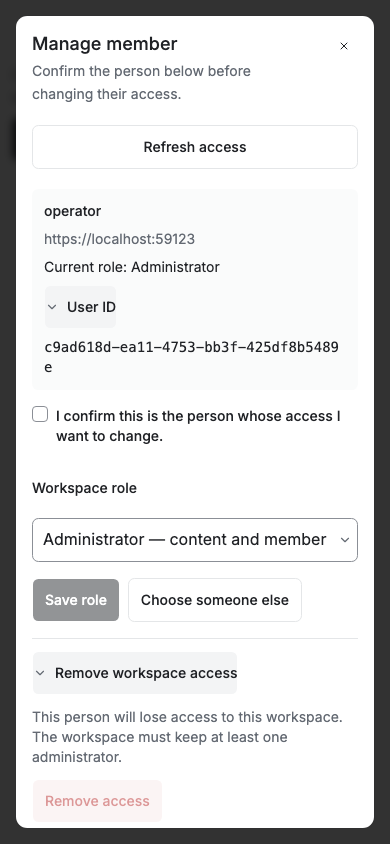 Manage member
Confirm the person below before
changing their access.
Refresh access
operator
https://localhost:59123
Current role: Administrator
User ID
c9ad618d-ea11-4753-bb3f-425df8b5489
e
I confirm this is the person whose access I
want to change.
Workspace role
Administrator — content and member
Save role
Choose someone else
Remove workspace access
This person will lose access to this workspace.
The workspace must keep at least one
administrator.
Remove access